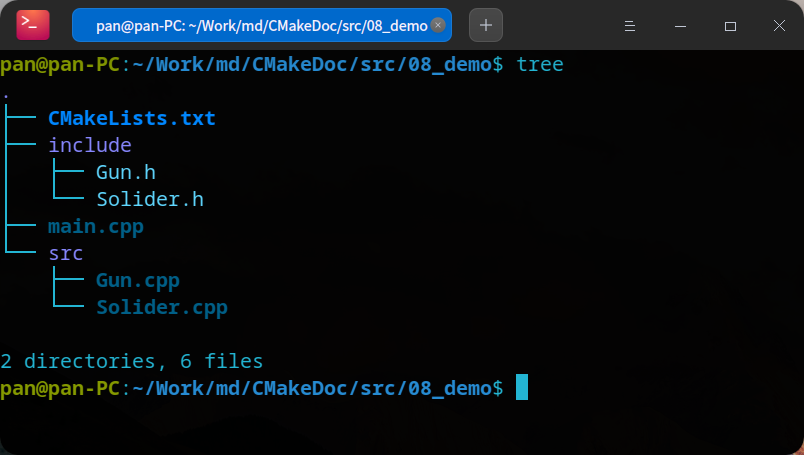 >_
pan@pan-PC: ~/Work/md/CMakeDoc/src/08_demo
pan@pan-PC:~/Work/md/CMakeDoc/src/08_demo$ tree
.
├── CMakeLists.txt
├── include
│   ├── Gun.h
│   └── Solider.h
├── main.cpp
└── src
    ├── Gun.cpp
    └── Solider.cpp
2 directories, 6 files
pan@pan-PC:~/Work/md/CMakeDoc/src/08_demo$